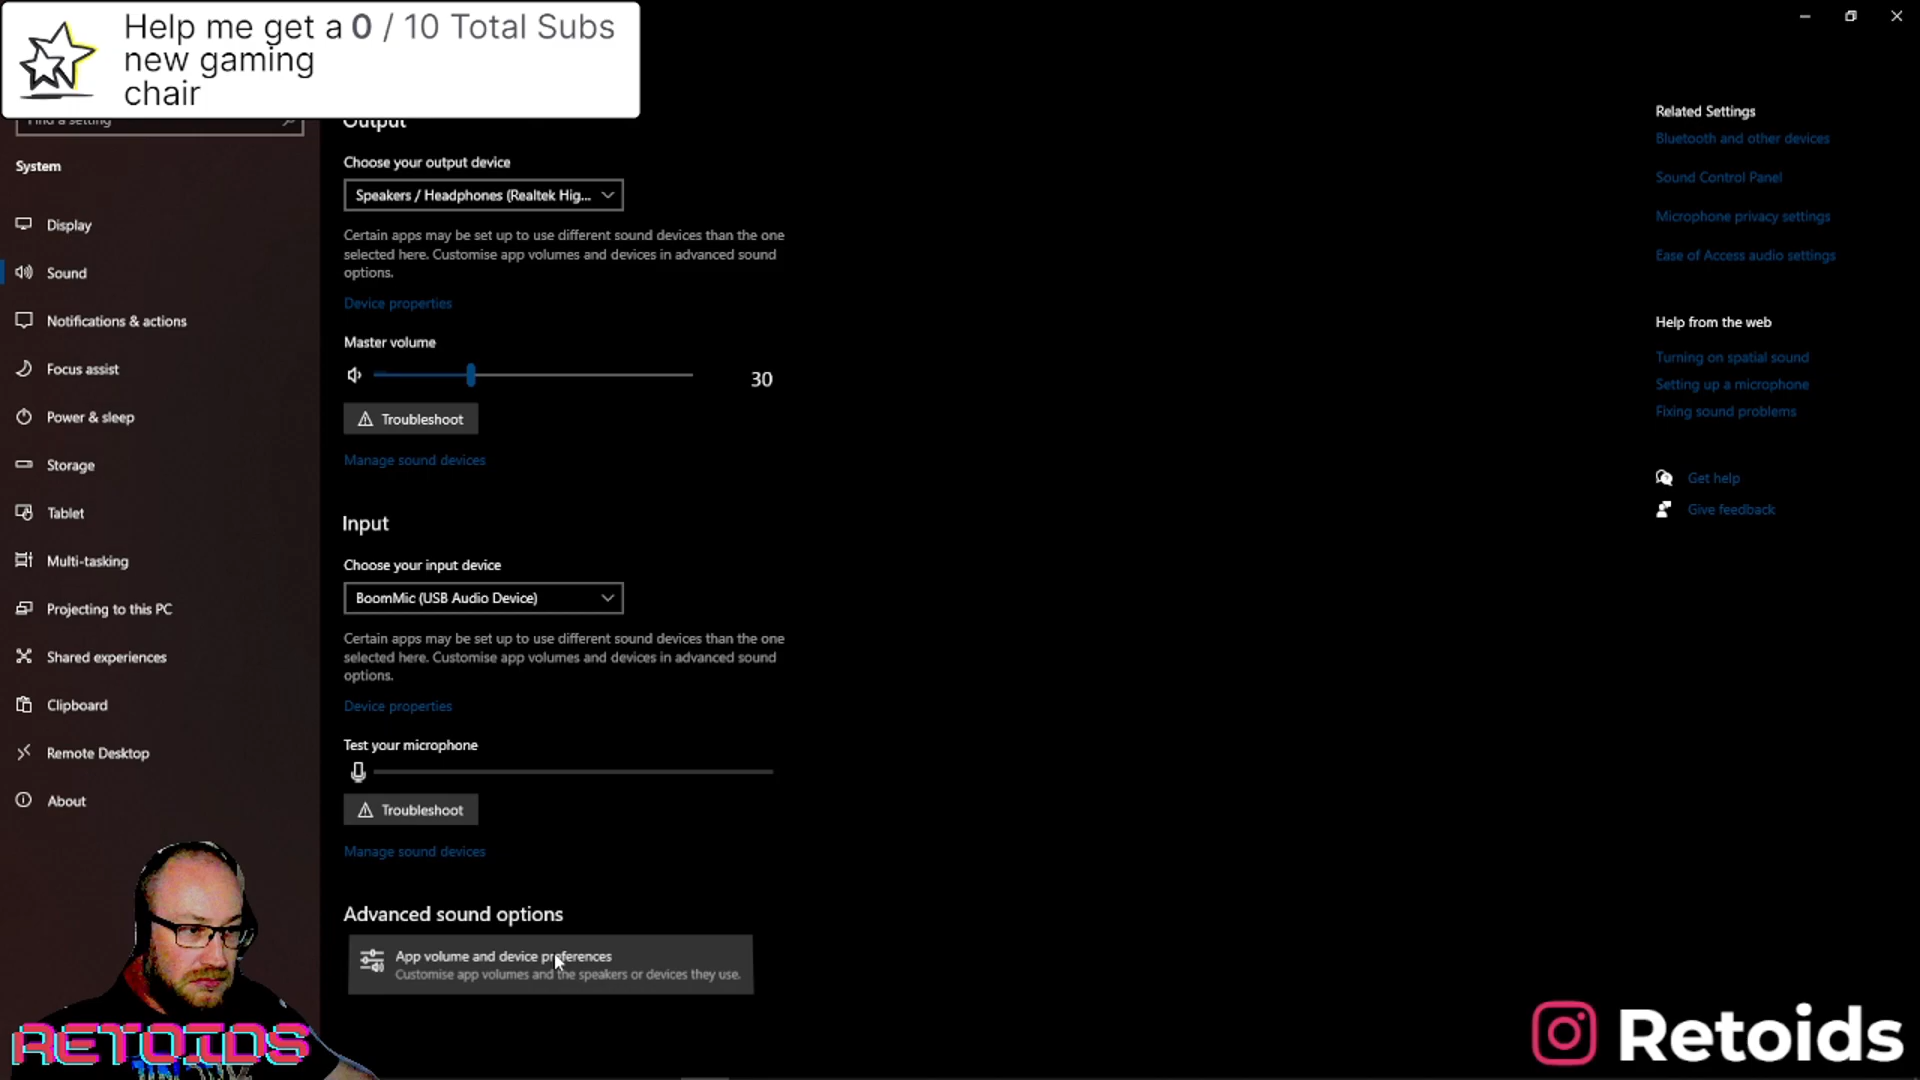 Help me get a 0 / 10 Total Subs
new gaming
chair
Find a setting
System
Display
Sound
Notifications & actions
Focus assist
Power & sleep
Storage
Tablet
Multi-tasking
Projecting to this PC
Shared experiences
Clipboard
Remote Desktop
About
Output
Choose your output device
Speakers / Headphones (Realtek Hig...
Certain apps may be set up to use different sound devices than the one
selected here. Customise app volumes and devices in advanced sound
options.
Device properties
Master volume
30
Troubleshoot
Manage sound devices
Input
Choose your input device
BoomMic (USB Audio Device)
Certain apps may be set up to use different sound devices than the one
selected here. Customise app volumes and devices in advanced sound
options.
Device properties
Test your microphone
Troubleshoot
Manage sound devices
Advanced sound options
App volume and device preferences
Customise app volumes and the speakers or devices they use.
Related Settings
Bluetooth and other devices
Sound Control Panel
Microphone privacy settings
Ease of Access audio settings
Help from the web
Turning on spatial sound
Setting up a microphone
Fixing sound problems
Get help
Give feedback
RETOIDS
Retoids